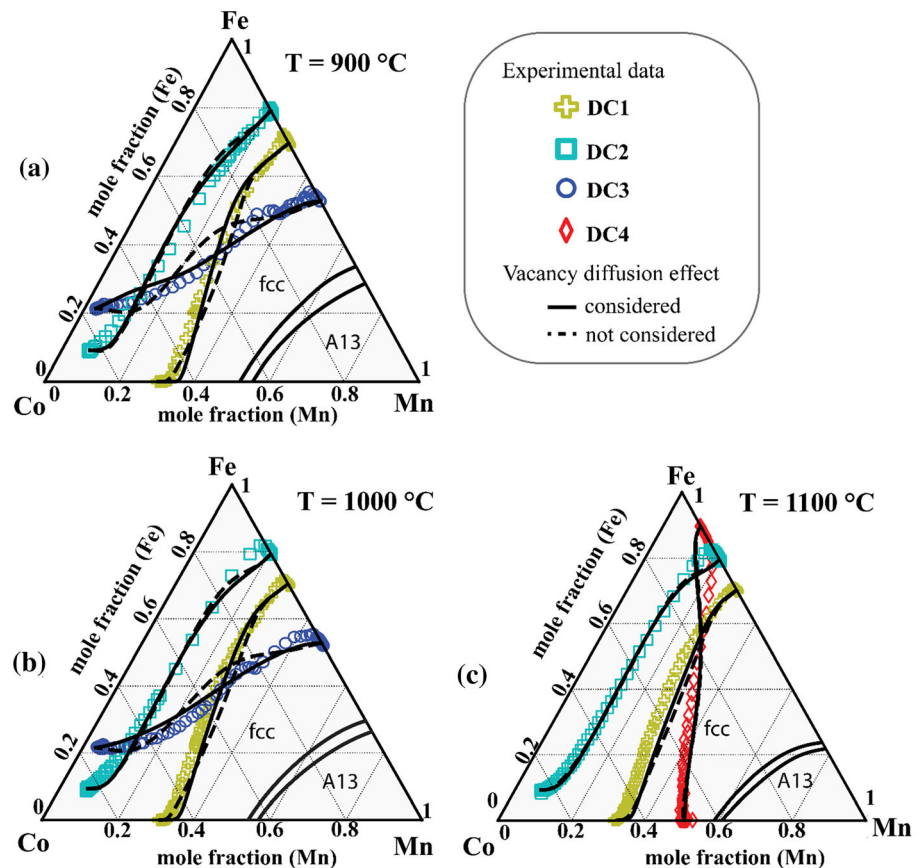 Fe
1
T = 900 °C
0.8
mole fraction (Fe)
0.6
(a)
0.4
fcc
0.2
A13
0
1
0
0.2
0.4
0.6
0.8
Co
mole fraction (Mn)
Mn
Experimental data
DC1
DC2
DC3
DC4
Vacancy diffusion effect
considered
not considered
Fe
1
T = 1000 °C
0.8
mole fraction (Fe)
0.6
(b)
0.4
fcc
0.2
A13
0
1
0.2
0.4
0.6
0.8
Co
mole fraction (Mn)
Mn
Fe
1
T = 1100 °C
0.8
mole fraction (Fe)
0.6
(c)
0.4
fcc
0.2
A13
0
1
0
0.2
0.4
0.6
0.8
Co
mole fraction (Mn)
Mn